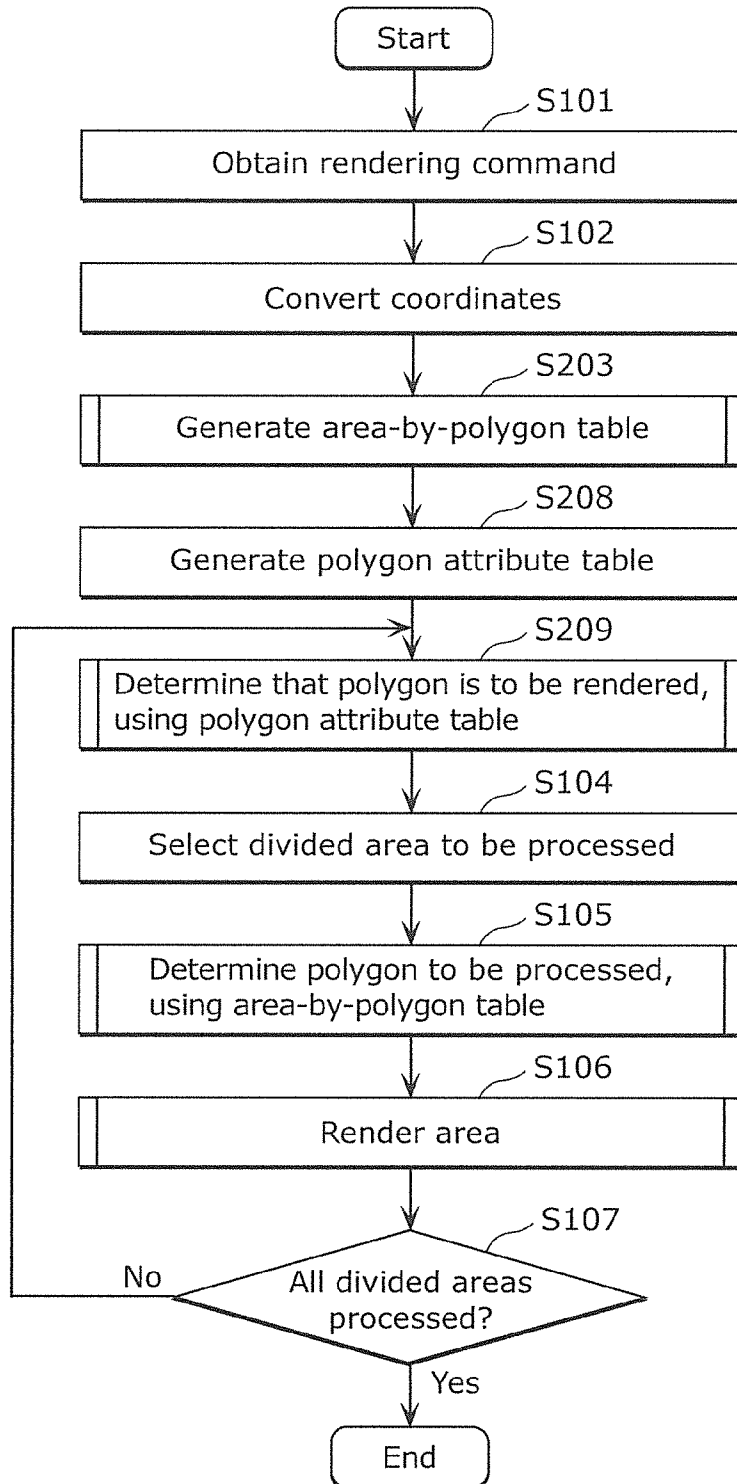 Start
S101
Obtain rendering command
S102
Convert coordinates
S203
Generate area-by-polygon table
S208
Generate polygon attribute table
S209
Determine that polygon is to be rendered,
using polygon attribute table
S104
Select divided area to be processed
S105
Determine polygon to be processed,
using area-by-polygon table
S106
Render area
S107
No
All divided areas
processed?
Yes
End